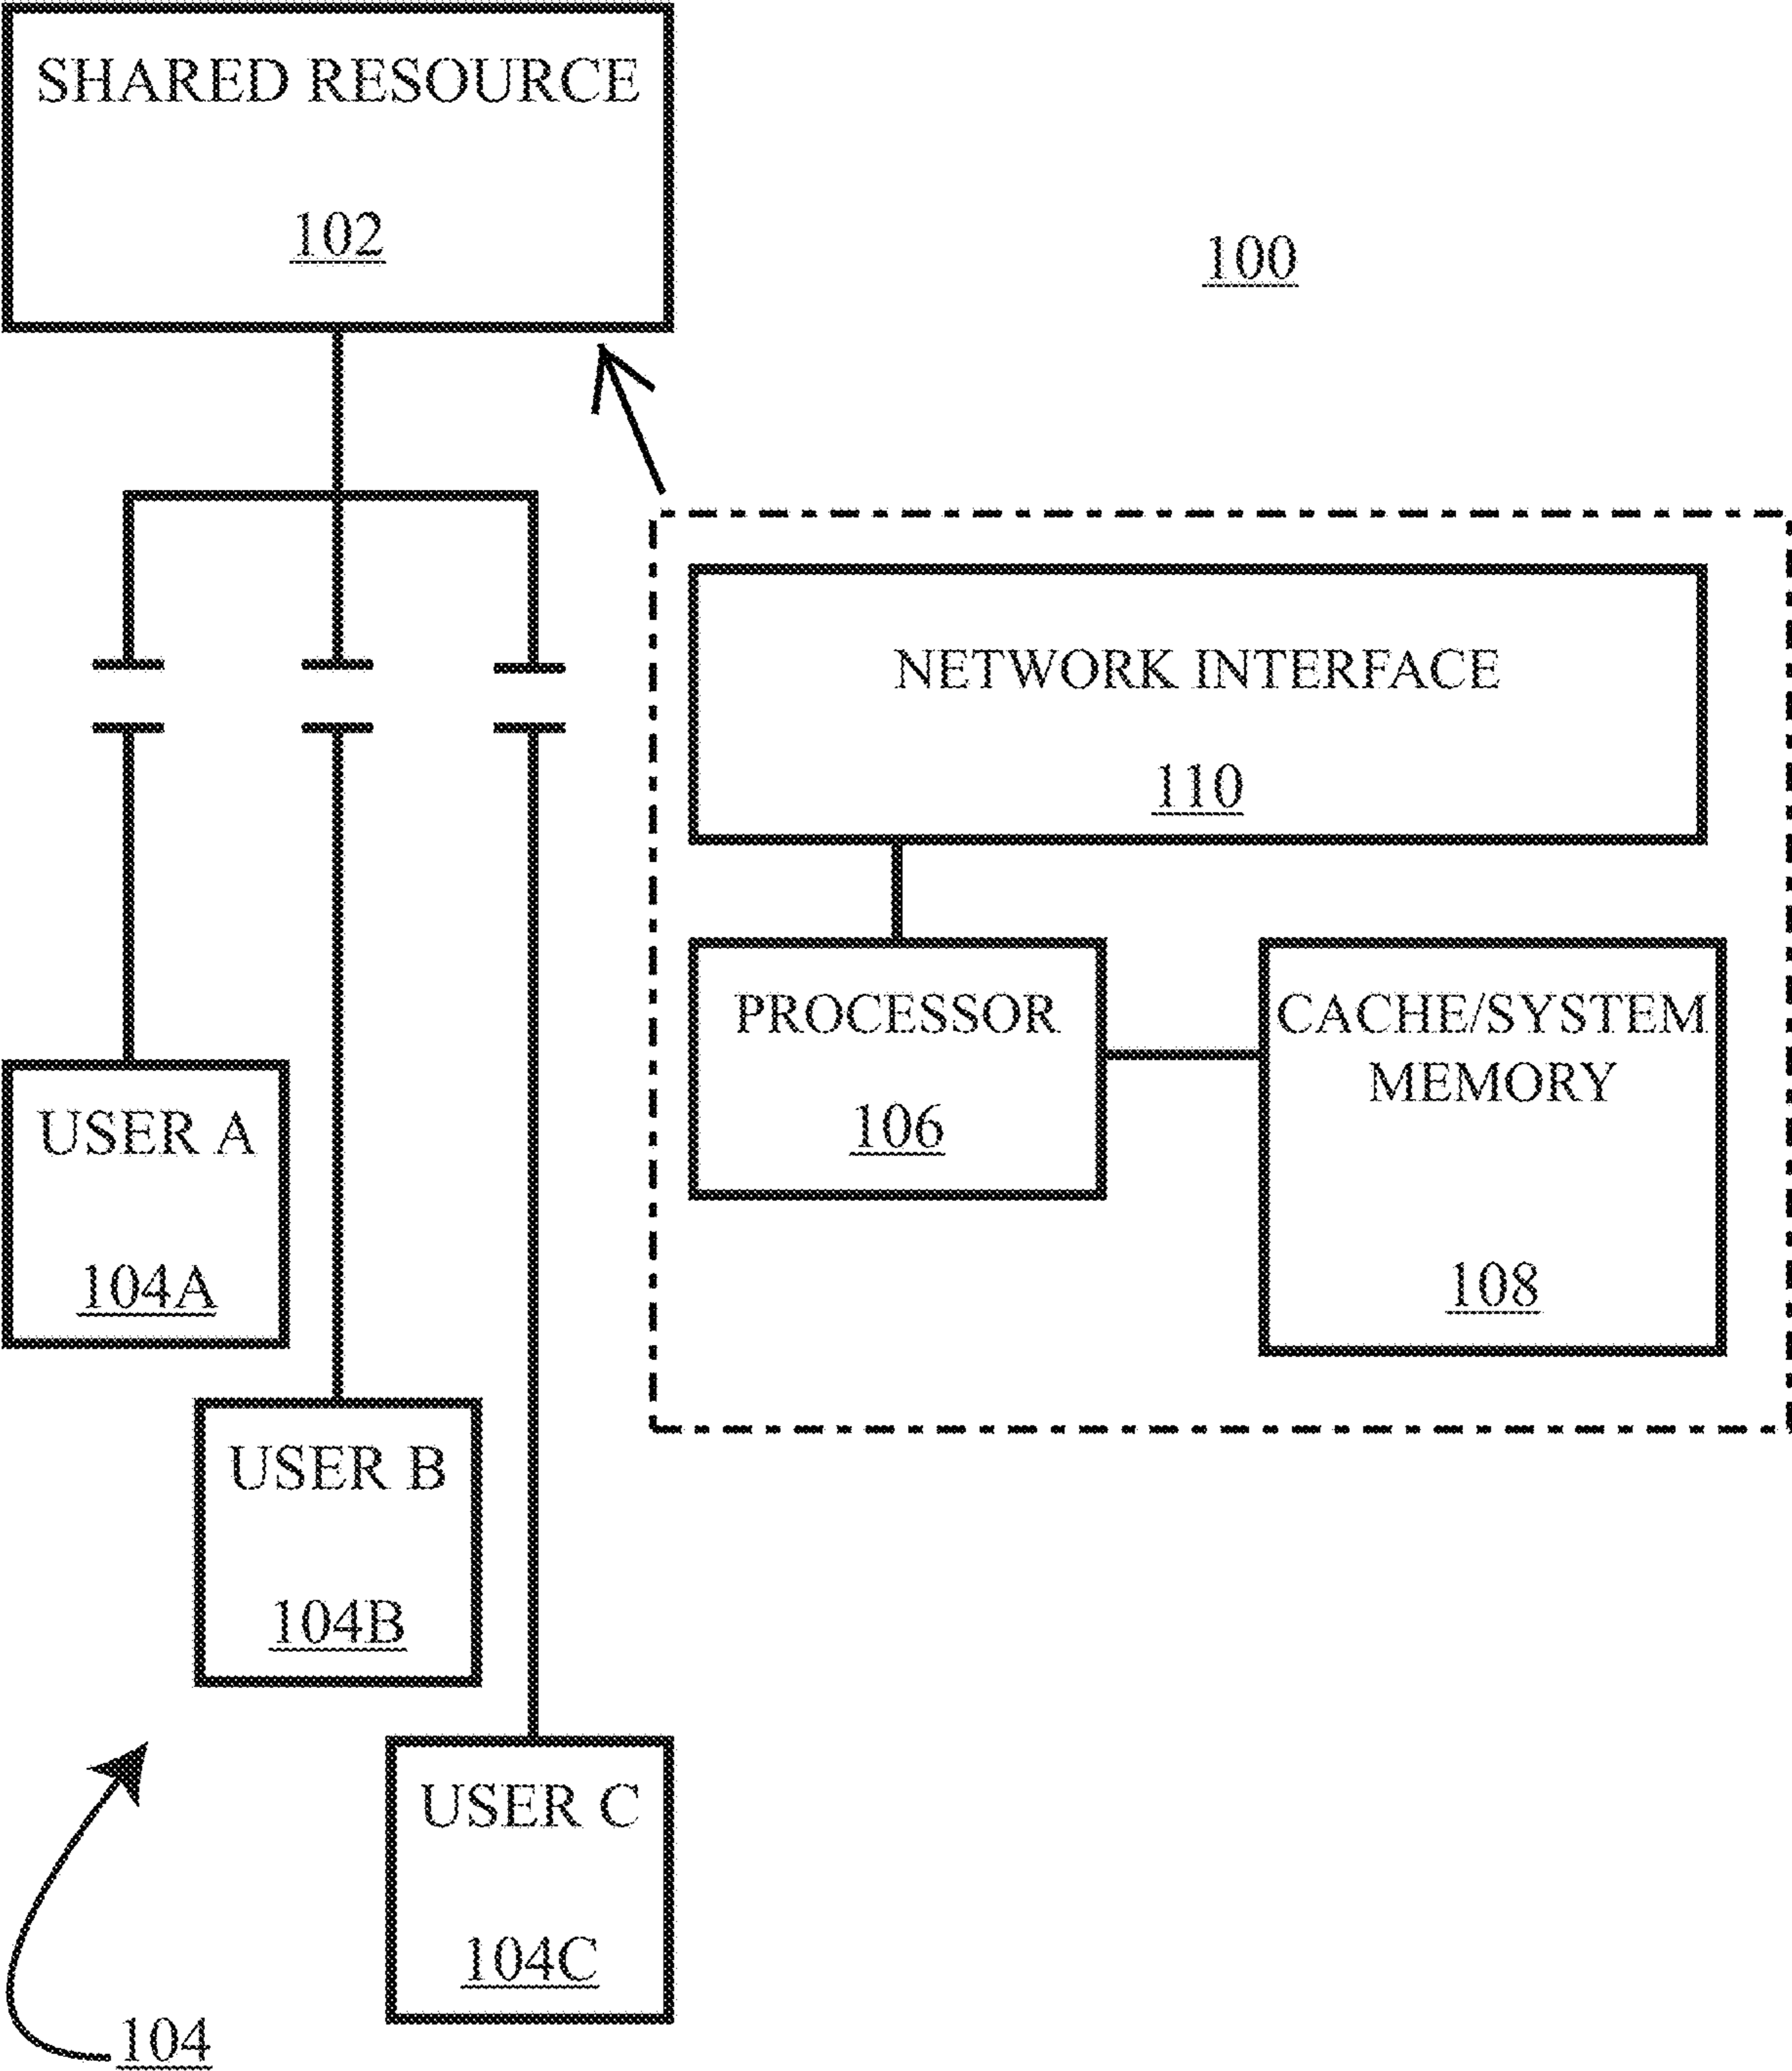 SHARED RESOURCE
102
100
NETWORK INTERFACE
110
PROCESSOR
106
CACHE/SYSTEM
MEMORY
108
USER A
104A
USER B
104B
USER C
104C
104